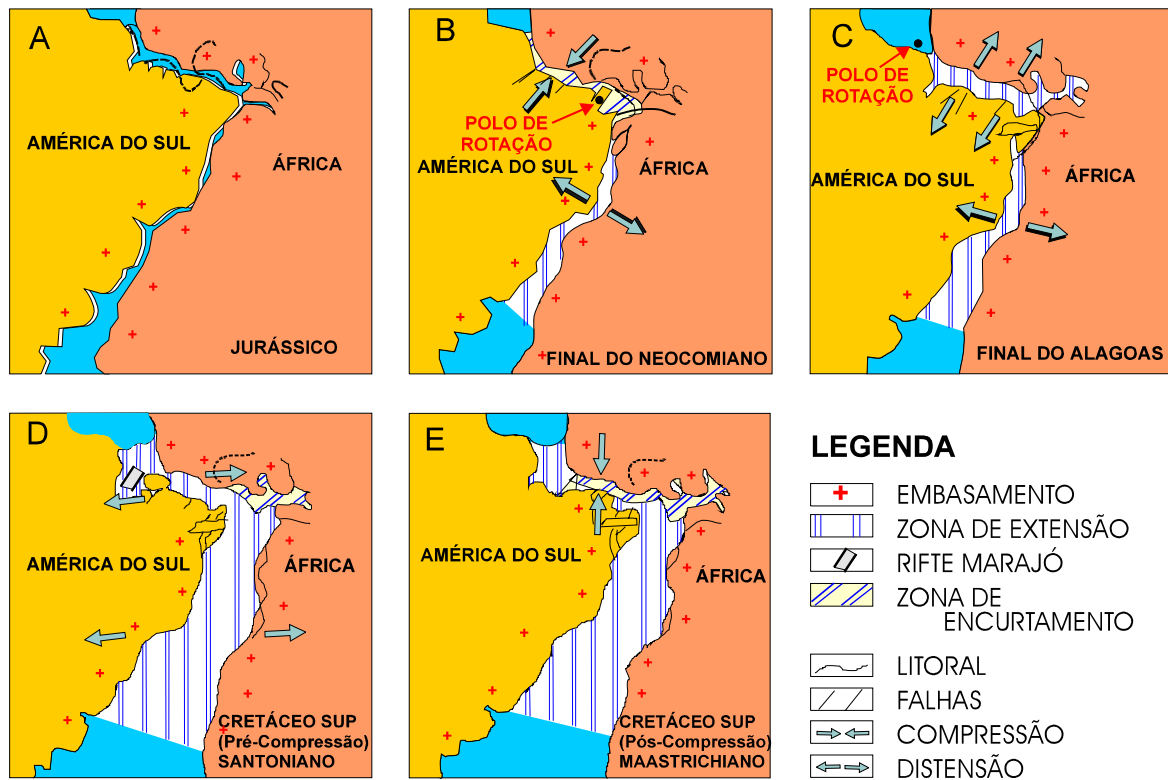 A
AMÉRICA DO SUL
ÁFRICA
JURÁSSICO
B
POLO DE
ROTAÇÃO
AMÉRICA DO SUL
ÁFRICA
FINAL DO NEOCOMIANO
C
POLO DE
ROTAÇÃO
AMÉRICA DO SUL
ÁFRICA
FINAL DO ALAGOAS
D
AMÉRICA DO SUL
ÁFRICA
CRETÁCEO SUP
(Pré-Compressão)
SANTONIANO
E
AMÉRICA DO SUL
ÁFRICA
CRETÁCEO SUP
(Pós-Compressão)
MAASTRICHIANO
LEGENDA
EMBASAMENTO
ZONA DE EXTENSÃO
RIFTE MARAJÓ
ZONA DE
ENCURTAMENTO
LITORAL
FALHAS
COMPRESSÃO
DISTENSÃO